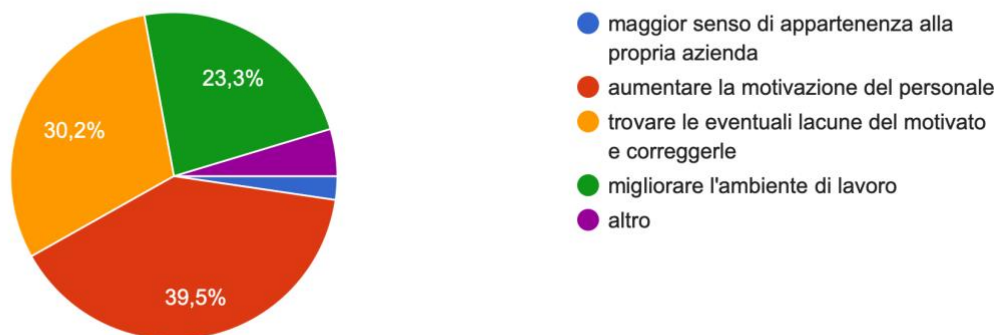 23,3%
30,2%
39,5%
maggior senso di appartenenza alla
propria azienda
aumentare la motivazione del personale
trovare le eventuali lacune del motivato
e correggerle
migliorare l'ambiente di lavoro
altro